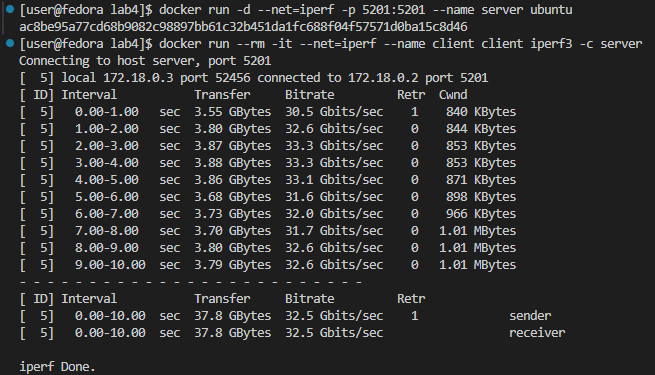 [user@fedora lab4]$ docker run -d --net=iperf -p 5201:5201 --name server ubuntu
ac8be95a77cd68b9082c98897bb61c32b451da1fc688f04f57571d0ba15c8d46
[user@fedora lab4]$ docker run --rm -it --net=iperf --name client client iperf3 -c server
Connecting to host server, port 5201
[  5] local 172.18.0.3 port 52456 connected to 172.18.0.2 port 5201
[ ID] Interval           Transfer     Bitrate         Retr  Cwnd
[  5]   0.00-1.00   sec  3.55 GBytes  30.5 Gbits/sec    1    840 KBytes
[  5]   1.00-2.00   sec  3.80 GBytes  32.6 Gbits/sec    0    844 KBytes
[  5]   2.00-3.00   sec  3.87 GBytes  33.3 Gbits/sec    0    853 KBytes
[  5]   3.00-4.00   sec  3.88 GBytes  33.3 Gbits/sec    0    853 KBytes
[  5]   4.00-5.00   sec  3.86 GBytes  33.1 Gbits/sec    0    871 KBytes
[  5]   5.00-6.00   sec  3.68 GBytes  31.6 Gbits/sec    0    898 KBytes
[  5]   6.00-7.00   sec  3.73 GBytes  32.0 Gbits/sec    0    966 KBytes
[  5]   7.00-8.00   sec  3.70 GBytes  31.7 Gbits/sec    0   1.01 MBytes
[  5]   8.00-9.00   sec  3.80 GBytes  32.6 Gbits/sec    0   1.01 MBytes
[  5]   9.00-10.00  sec  3.79 GBytes  32.6 Gbits/sec    0   1.01 MBytes
- - - - - - - - - - - - - - - - - - - - - - - - -
[ ID] Interval           Transfer     Bitrate         Retr
[  5]   0.00-10.00  sec  37.8 GBytes  32.5 Gbits/sec    1             sender
[  5]   0.00-10.00  sec  37.8 GBytes  32.5 Gbits/sec                  receiver
iperf Done.